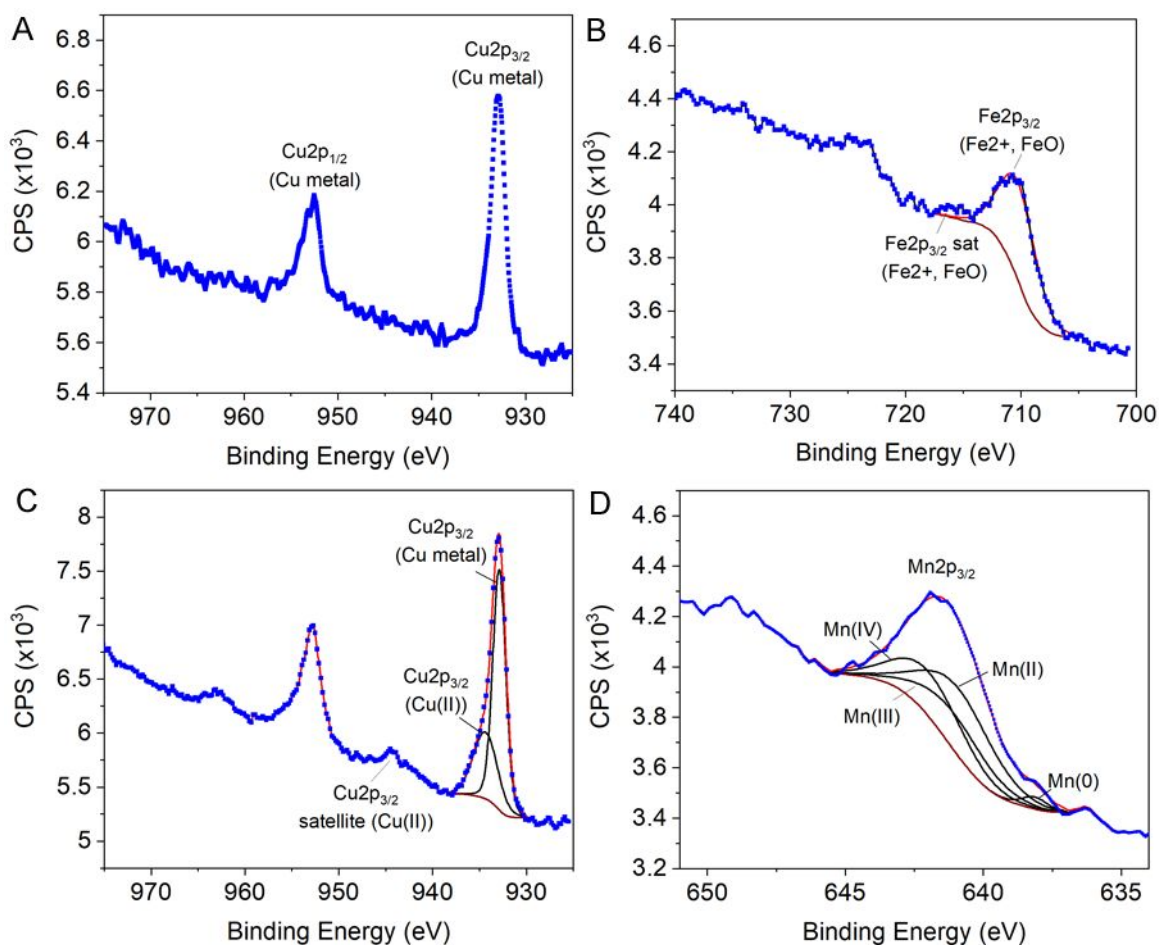 A
CPS (x10³)
6.8
6.6
6.4
6.2
6
5.8
5.6
5.4
Cu2p₃/₂
(Cu metal)
Cu2p₁/₂
(Cu metal)
970 960 950 940 930
Binding Energy (eV)
B
CPS (x10³)
4.6
4.4
4.2
4
3.8
3.6
3.4
Fe2p₃/₂
(Fe2+, FeO)
Fe2p₃/₂ sat
(Fe2+, FeO)
740 730 720 710 700
Binding Energy (eV)
C
CPS (x10³)
8
7.5
7
6.5
6
5.5
5
Cu2p₃/₂
(Cu metal)
Cu2p₃/₂
(Cu(II))
Cu2p₃/₂
satellite (Cu(II))
970 960 950 940 930
Binding Energy (eV)
D
CPS (x10³)
4.6
4.4
4.2
4
3.8
3.6
3.4
3.2
Mn2p₃/₂
Mn(IV)
Mn(II)
Mn(III)
Mn(0)
650 645 640 635
Binding Energy (eV)